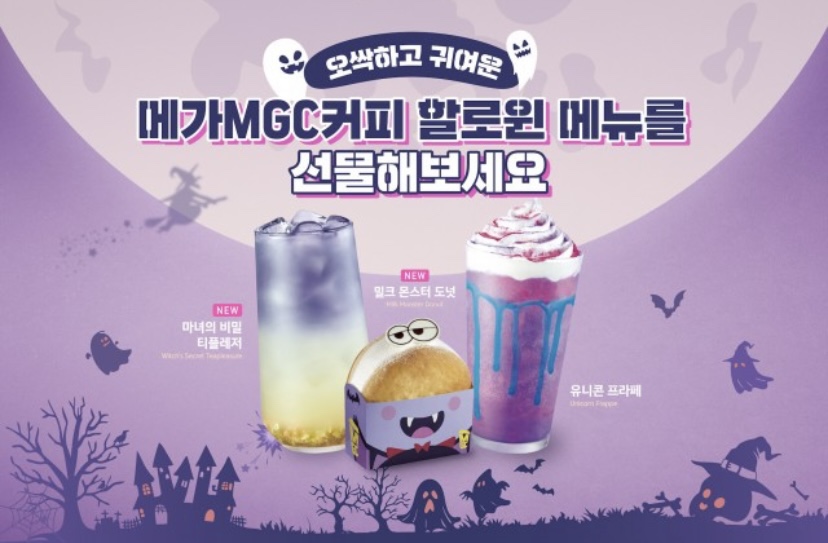 오싹하고 귀여운
메가MGC커피 할로윈 메뉴를
선물해보세요
NEW
마녀의 비밀
티플레저
Witch's Secret Teapleasure
NEW
밀크 몬스터 도넛
Milk Monster Donut
유니콘 프라페
Unicorn Frappe